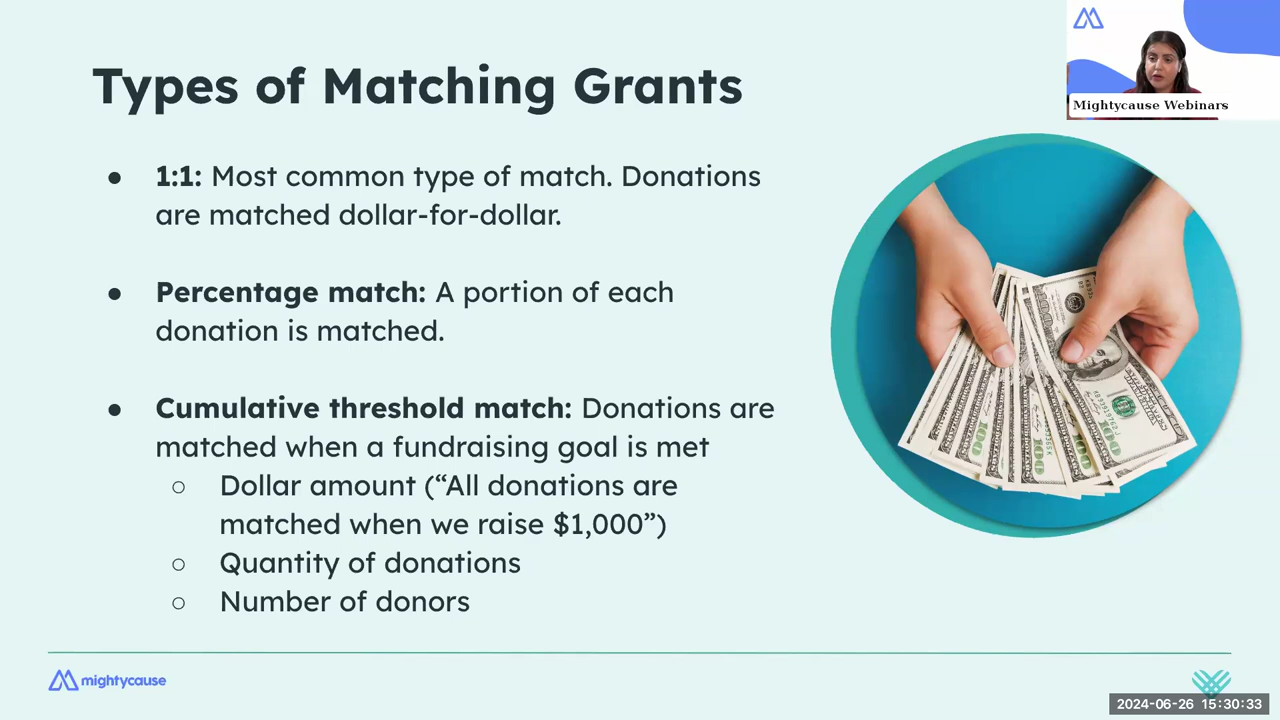 Types of Matching Grants
Mightycause Webinars
● 1:1: Most common type of match. Donations
are matched dollar-for-dollar.
● Percentage match: A portion of each
donation is matched.
● Cumulative threshold match: Donations are
matched when a fundraising goal is met
○ Dollar amount (“All donations are
matched when we raise $1,000”)
○ Quantity of donations
○ Number of donors
100
100
100
mightycause
2024-06-26 15:30:33